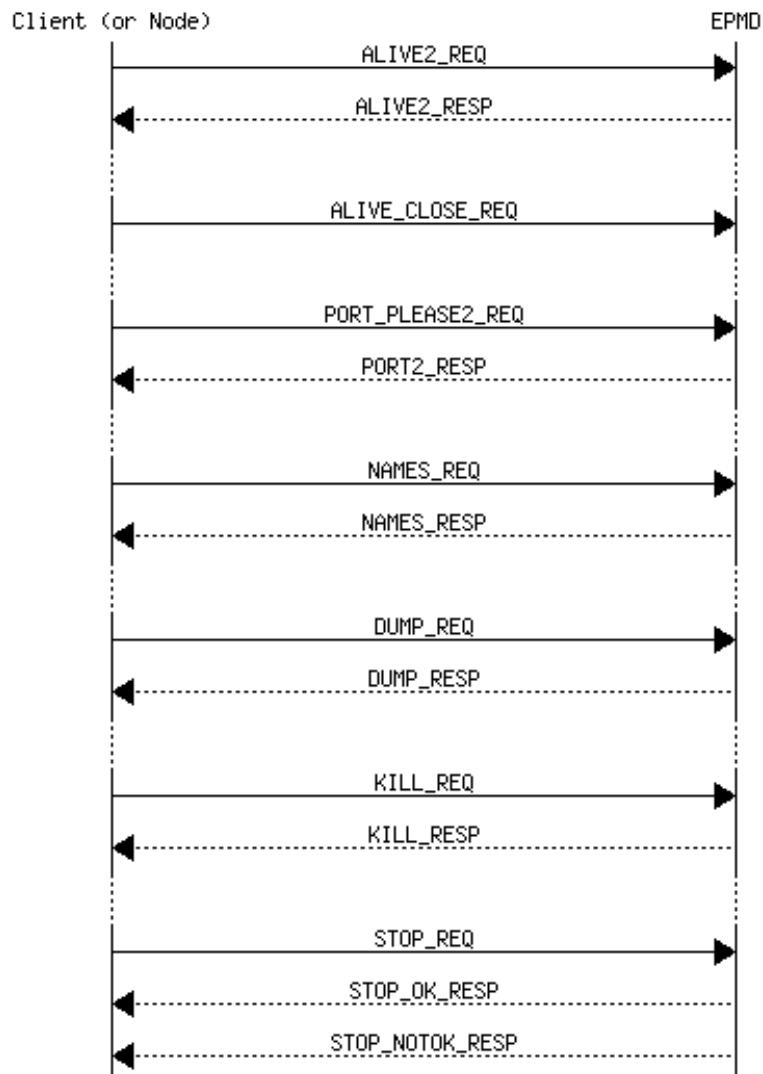 Client (or Node) EPMD
ALIVE2_REQ
ALIVE2_RESP
ALIVE_CLOSE_REQ
PORT_PLEASE2_REQ
PORT2_RESP
NAMES_REQ
NAMES_RESP
DUMP_REQ
DUMP_RESP
KILL_REQ
KILL_RESP
STOP_REQ
STOP_OK_RESP
STOP_NOTOK_RESP